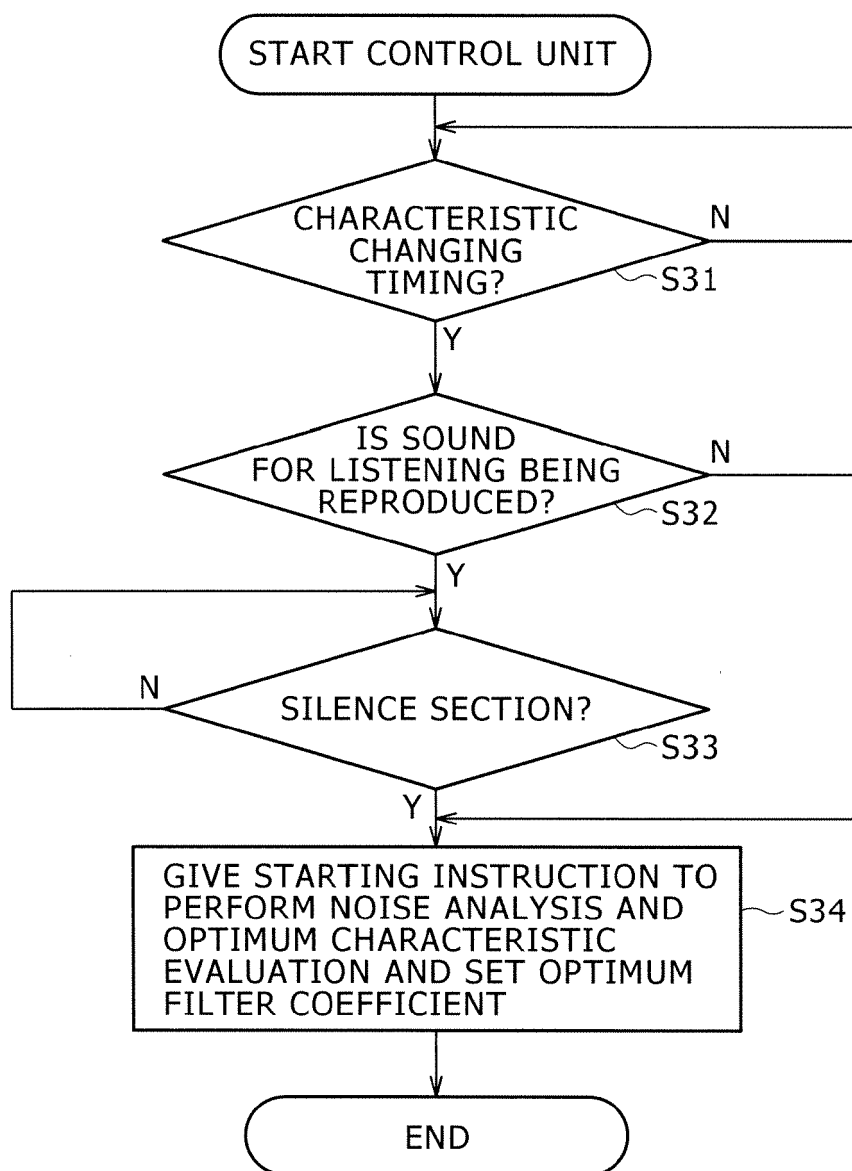 START CONTROL UNIT
CHARACTERISTIC
CHANGING
TIMING?
N
S31
Y
IS SOUND
FOR LISTENING BEING
REPRODUCED?
N
S32
Y
SILENCE SECTION?
N
S33
Y
GIVE STARTING INSTRUCTION TO
PERFORM NOISE ANALYSIS AND
OPTIMUM CHARACTERISTIC
EVALUATION AND SET OPTIMUM
FILTER COEFFICIENT
S34
END